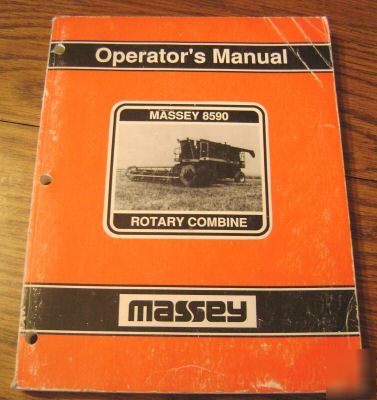 Operator's Manual
MASSEY 8590
ROTARY COMBINE
massey